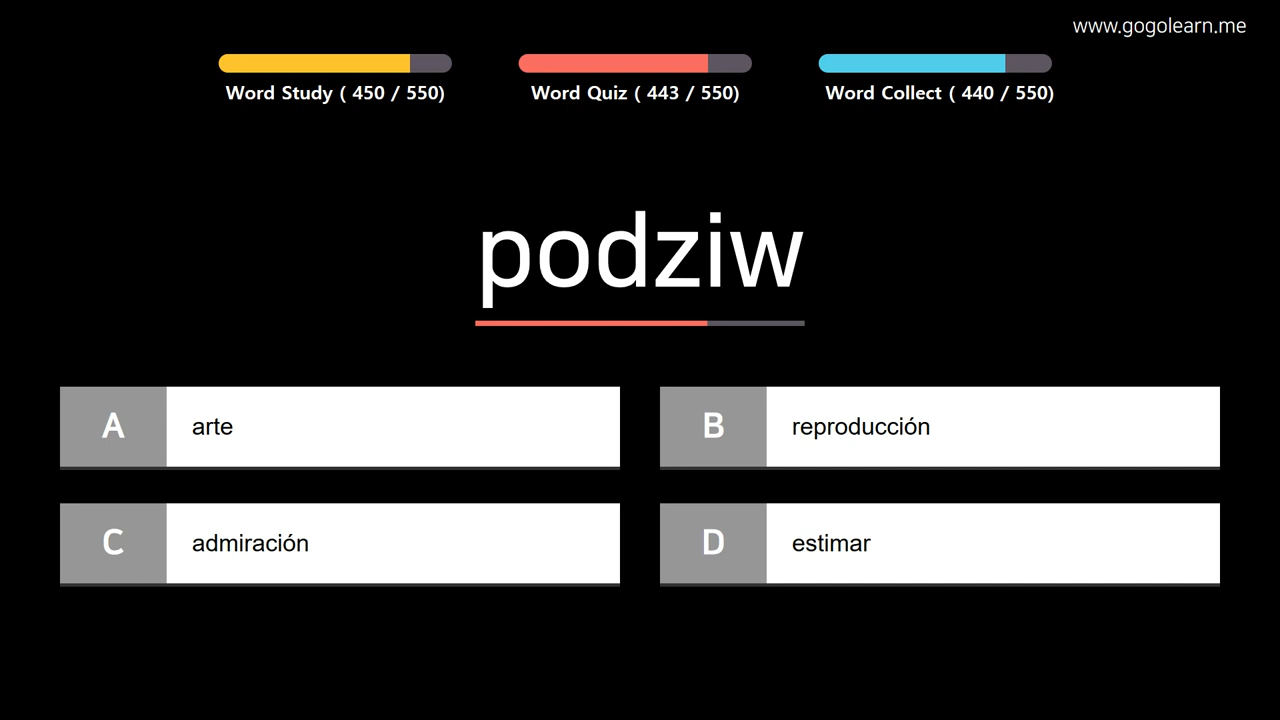 www.gogolearn.me
Word Study ( 450 / 550)
Word Quiz ( 443 / 550)
Word Collect ( 440 / 550)
podziw
A arte
B reproducción
C admiración
D estimar